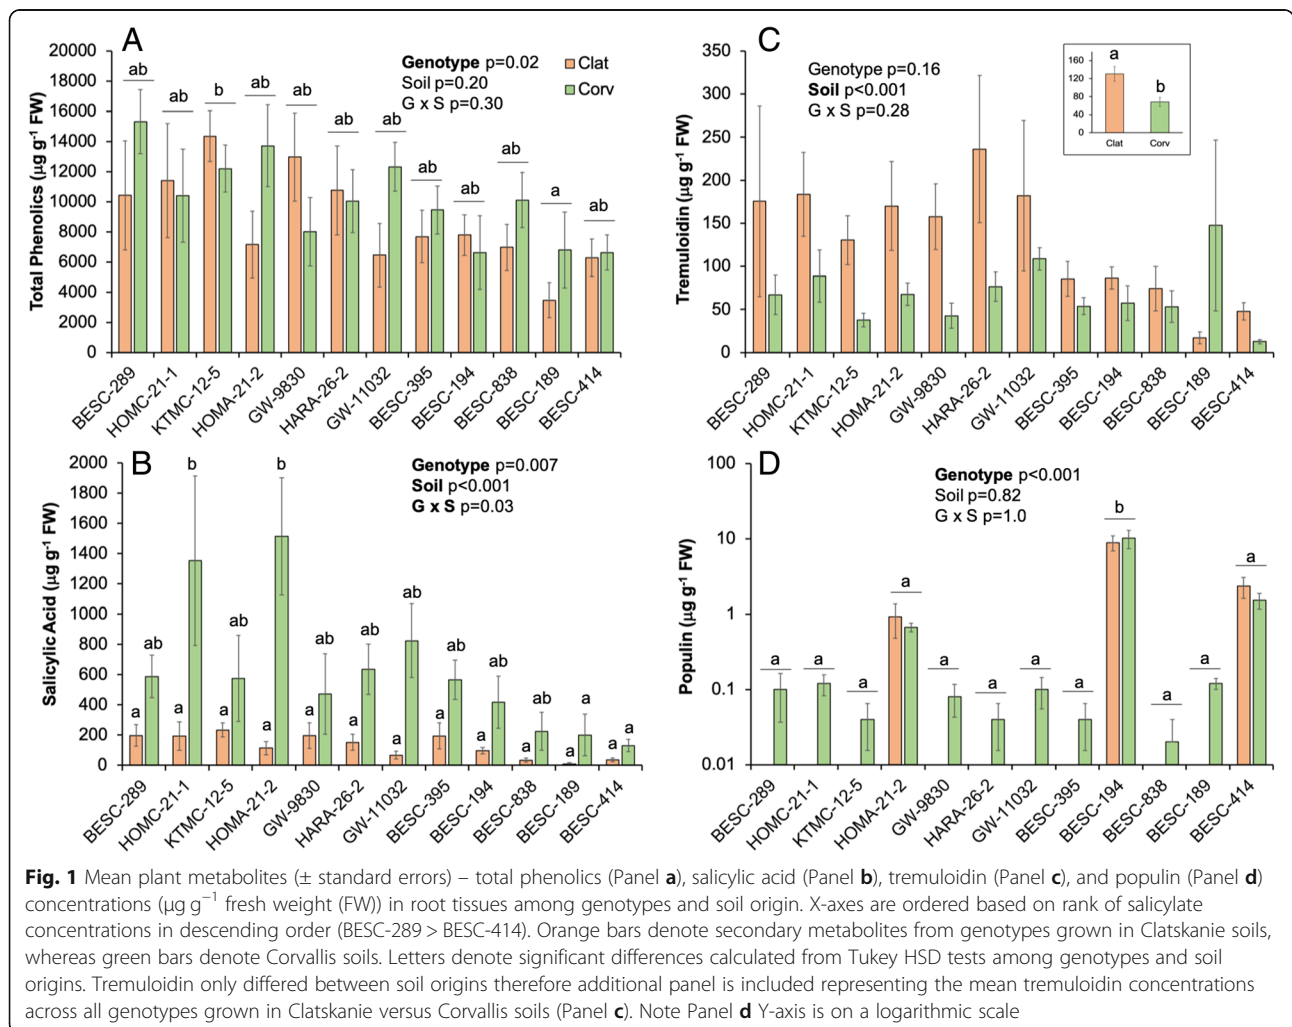 A
Total Phenolics (µg g-1 FW)
20000
18000
16000
14000
12000
10000
8000
6000
4000
2000
0
Genotype p=0.02
Soil p=0.20
G x S p=0.30
Clat
Corv
ab
ab
b
ab
ab
ab
ab
ab
ab
ab
a
ab
BESC-289
HOMC-21-1
KTMC-12-5
HOMA-21-2
GW-9830
HARA-26-2
GW-11032
BESC-395
BESC-194
BESC-838
BESC-189
BESC-414
C
Tremuloidin (µg g-1 FW)
350
300
250
200
150
100
50
0
Genotype p=0.16
Soil p<0.001
G x S p=0.28
160
120
80
40
0
a
b
Clat
Corv
BESC-289
HOMC-21-1
KTMC-12-5
HOMA-21-2
GW-9830
HARA-26-2
GW-11032
BESC-395
BESC-194
BESC-838
BESC-189
BESC-414
B
Salicylic Acid (µg g-1 FW)
2000
1800
1600
1400
1200
1000
800
600
400
200
0
Genotype p=0.007
Soil p<0.001
G x S p=0.03
a
ab
a
b
a
ab
a
b
a
ab
a
ab
a
ab
a
ab
a
ab
a
ab
a
a
a
a
BESC-289
HOMC-21-1
KTMC-12-5
HOMA-21-2
GW-9830
HARA-26-2
GW-11032
BESC-395
BESC-194
BESC-838
BESC-189
BESC-414
D
Populin (µg g-1 FW)
100
10
1
0.1
0.01
Genotype p<0.001
Soil p=0.82
G x S p=1.0
a
a
a
a
a
a
a
a
b
a
a
a
BESC-289
HOMC-21-1
KTMC-12-5
HOMA-21-2
GW-9830
HARA-26-2
GW-11032
BESC-395
BESC-194
BESC-838
BESC-189
BESC-414
Fig. 1 Mean plant metabolites (± standard errors) – total phenolics (Panel a), salicylic acid (Panel b), tremuloidin (Panel c), and populin (Panel d)
concentrations (µg g−1 fresh weight (FW)) in root tissues among genotypes and soil origin. X-axes are ordered based on rank of salicylate
concentrations in descending order (BESC-289 > BESC-414). Orange bars denote secondary metabolites from genotypes grown in Clatskanie soils,
whereas green bars denote Corvallis soils. Letters denote significant differences calculated from Tukey HSD tests among genotypes and soil
origins. Tremuloidin only differed between soil origins therefore additional panel is included representing the mean tremuloidin concentrations
across all genotypes grown in Clatskanie versus Corvallis soils (Panel c). Note Panel d Y-axis is on a logarithmic scale